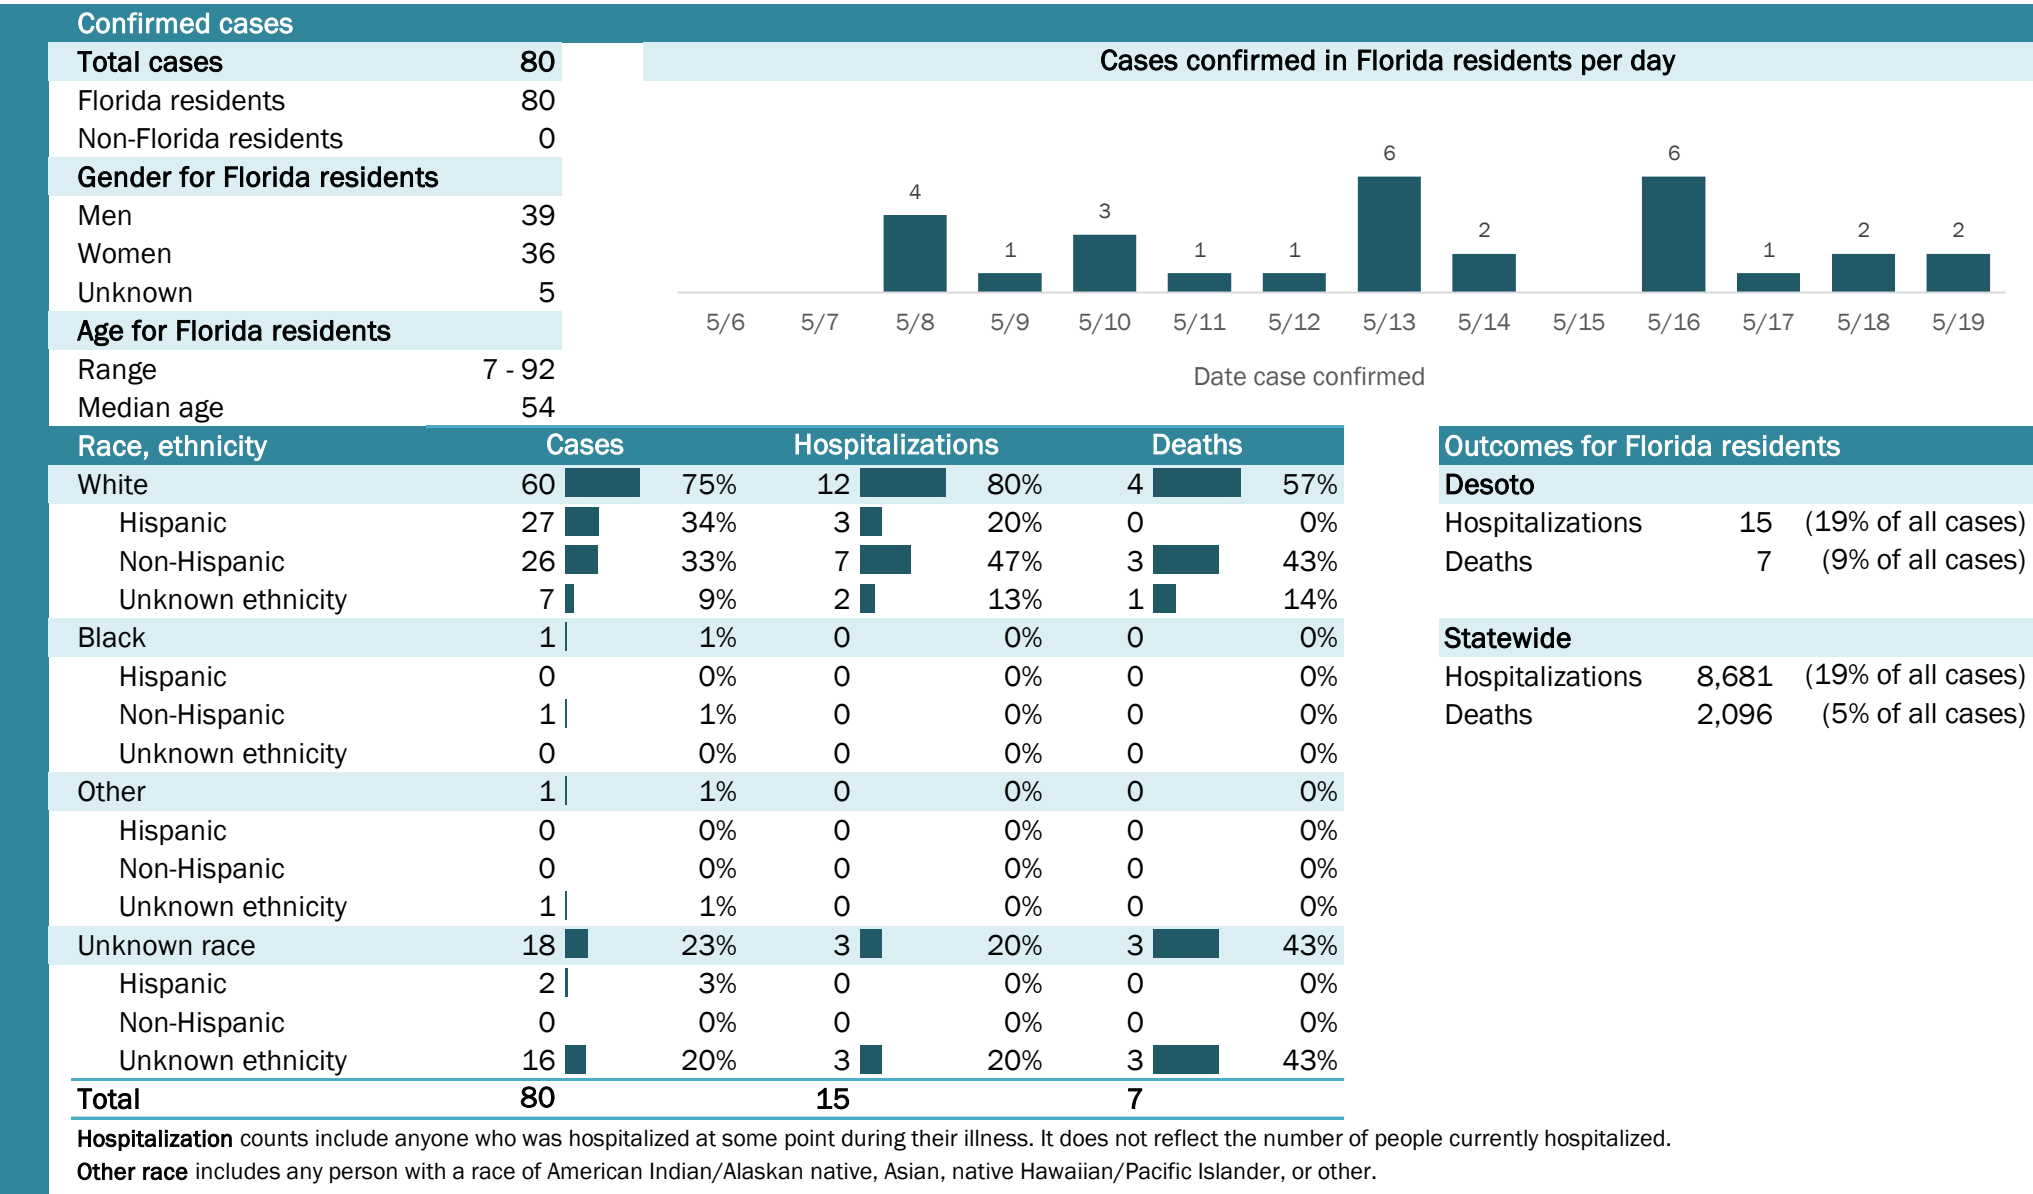 Confirmed cases
Total cases 80
Florida residents 80
Non-Florida residents 0
Gender for Florida residents
Men 39
Women 36
Unknown 5
Age for Florida residents
Range 7 - 92
Median age 54
Cases confirmed in Florida residents per day
4 1 3 1 1 6 2 6 1 2 2
5/6 5/7 5/8 5/9 5/10 5/11 5/12 5/13 5/14 5/15 5/16 5/17 5/18 5/19
Date case confirmed
Race, ethnicity Cases Hospitalizations Deaths
White 60 75% 12 80% 4 57%
Hispanic 27 34% 3 20% 0 0%
Non-Hispanic 26 33% 7 47% 3 43%
Unknown ethnicity 7 9% 2 13% 1 14%
Black 1 1% 0 0% 0 0%
Hispanic 0 0% 0 0% 0 0%
Non-Hispanic 1 1% 0 0% 0 0%
Unknown ethnicity 0 0% 0 0% 0 0%
Other 1 1% 0 0% 0 0%
Hispanic 0 0% 0 0% 0 0%
Non-Hispanic 0 0% 0 0% 0 0%
Unknown ethnicity 1 1% 0 0% 0 0%
Unknown race 18 23% 3 20% 3 43%
Hispanic 2 3% 0 0% 0 0%
Non-Hispanic 0 0% 0 0% 0 0%
Unknown ethnicity 16 20% 3 20% 3 43%
Total 80 15 7
Outcomes for Florida residents
Desoto
Hospitalizations 15 (19% of all cases)
Deaths 7 (9% of all cases)
Statewide
Hospitalizations 8,681 (19% of all cases)
Deaths 2,096 (5% of all cases)
Hospitalization counts include anyone who was hospitalized at some point during their illness. It does not reflect the number of people currently hospitalized.
Other race includes any person with a race of American Indian/Alaskan native, Asian, native Hawaiian/Pacific Islander, or other.